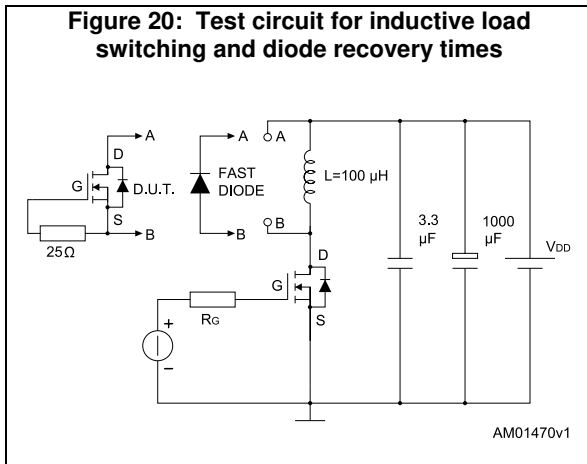 Figure 20: Test circuit for inductive load
switching and diode recovery times
A
D
G
D.U.T.
S
B
25Ω
A
FAST
DIODE
B
A
L=100 µH
B
D
G
S
RG
+
-
3.3
µF
1000
µF
VDD
AM01470v1